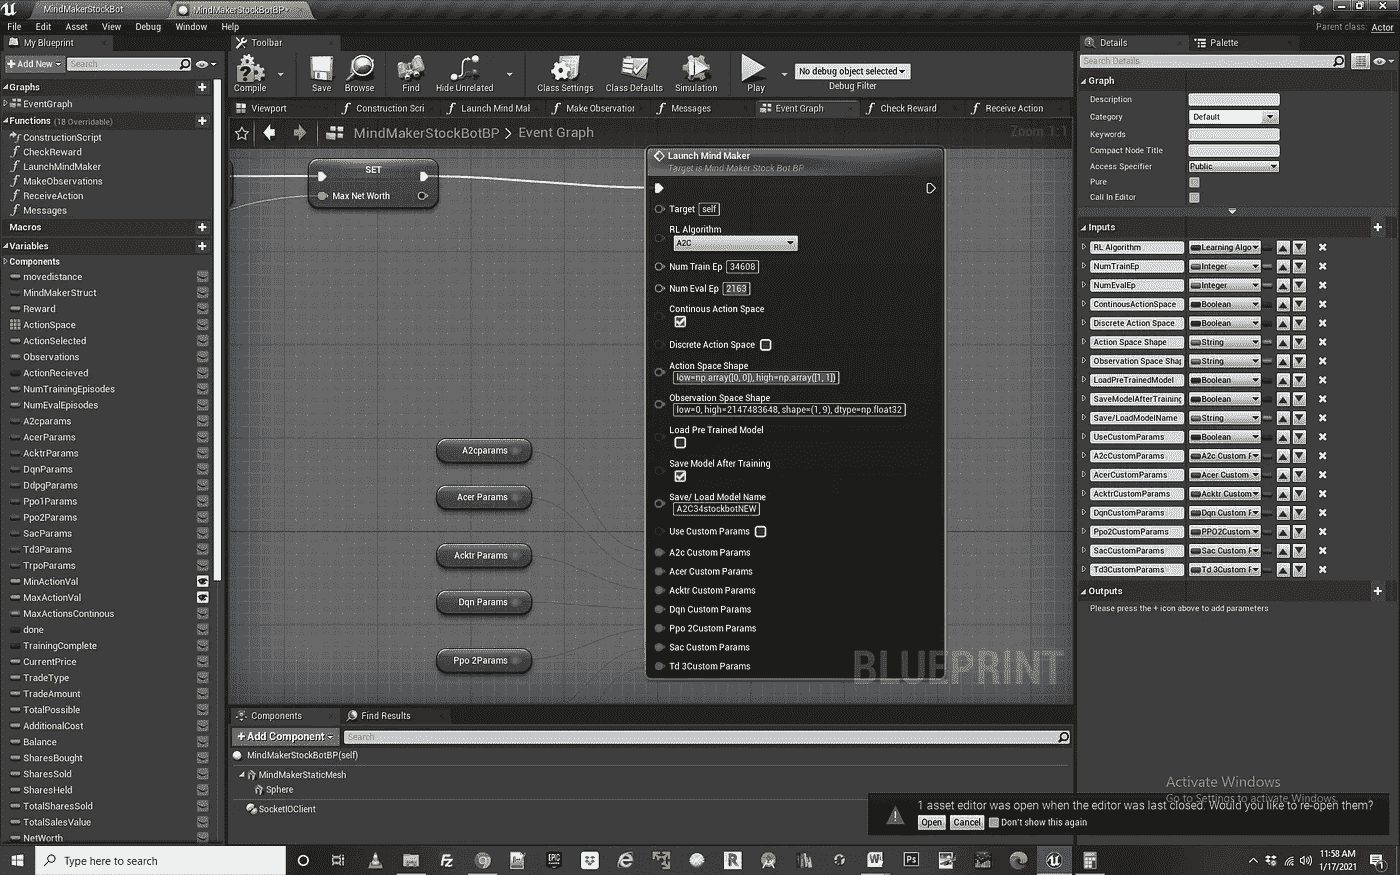 MindMakerStockBot
MindMakerStockBotBP*
File Edit Asset View Debug Window Help
Parent class: Actor
My Blueprint
Toolbar
Details
Palette
Add New
Search
Search Details
Compile
Save
Browse
Find
Hide Unrelated
Class Settings
Class Defaults
Simulation
Play
No debug object selected
Debug Filter
Viewport
Construction Scri
Launch Mind Mal
Make Observatior
Messages
Event Graph
Check Reward
Receive Action
MindMakerStockBotBP > Event Graph
Zoom 1:1
Graphs
EventGraph
Functions (18 Overridable)
ConstructionScript
CheckReward
LaunchMindMaker
MakeObservations
ReceiveAction
Messages
Macros
Variables
Components
movedistance
MindMakerStruct
Reward
ActionSpace
ActionSelected
Observations
ActionRecieved
NumTrainingEpisodes
NumEvalEpisodes
A2cparams
AcerParams
AcktrParams
DqnParams
DdpgParams
Ppo1Params
Ppo2Params
SacParams
Td3Params
TrpoParams
MinActionVal
MaxActionVal
MaxActionsContinous
done
TrainingComplete
CurrentPrice
TradeType
TradeAmount
TotalPossible
AdditionalCost
Balance
SharesBought
SharesSold
SharesHeld
TotalSharesSold
TotalSalesValue
NetWorth
SET
Max Net Worth
Launch Mind Maker
Target is Mind Maker Stock Bot BP
Target self
RL Algorithm
A2C
Num Train Ep 34608
Num Eval Ep 2163
Continous Action Space
Discrete Action Space
Action Space Shape
low=np.array([0, 0]), high=np.array([1, 1])
Observation Space Shape
low=0, high=2147483648, shape=(1, 9), dtype=np.float32
Load Pre Trained Model
Save Model After Training
Save/ Load Model Name
A2C34stockbotNEW
Use Custom Params
A2c Custom Params
Acer Custom Params
Acktr Custom Params
Dqn Custom Params
Ppo 2Custom Params
Sac Custom Params
Td 3Custom Params
A2cparams
Acer Params
Acktr Params
Dqn Params
Ppo 2Params
BLUEPRINT
Graph
Description
Category Default
Keywords
Compact Node Title
Access Specifier Public
Pure
Call In Editor
Inputs
RL Algorithm Learning Algo
NumTrainEp Integer
NumEvalEp Integer
ContinousActionSpace Boolean
Discrete Action Space Boolean
Action Space Shape String
Observation Space Shap String
LoadPreTrainedModel Boolean
SaveModelAfterTraining Boolean
Save/LoadModelName String
UseCustomParams Boolean
A2cCustomParams A2c Custom F
AcerCustomParams Acer Custom
AcktrCustomParams Acktr Custom
DqnCustomParams Dqn Custom F
Ppo2CustomParams PPO2Custom
SacCustomParams Sac Custom F
Td3CustomParams Td 3Custom F
Outputs
Please press the + icon above to add parameters
Components
Find Results
Add Component
Search
MindMakerStockBotBP(self)
MindMakerStaticMesh
Sphere
SocketIOClient
Activate Windows
Go to Settings to activate Windows.
1 asset editor was open when the editor was last closed. Would you like to re-open them?
Open Cancel Don't show this again
Type here to search
11:58 AM
1/17/2021